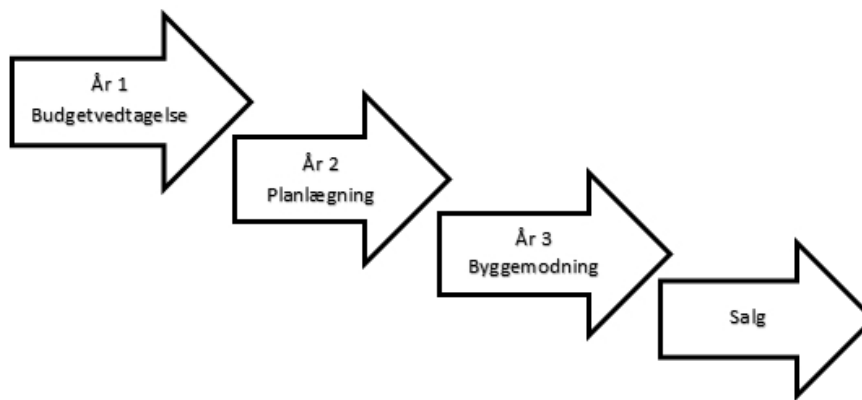 År 1
Budgetvedtagelse
År 2
Planlægning
År 3
Byggemodning
Salg